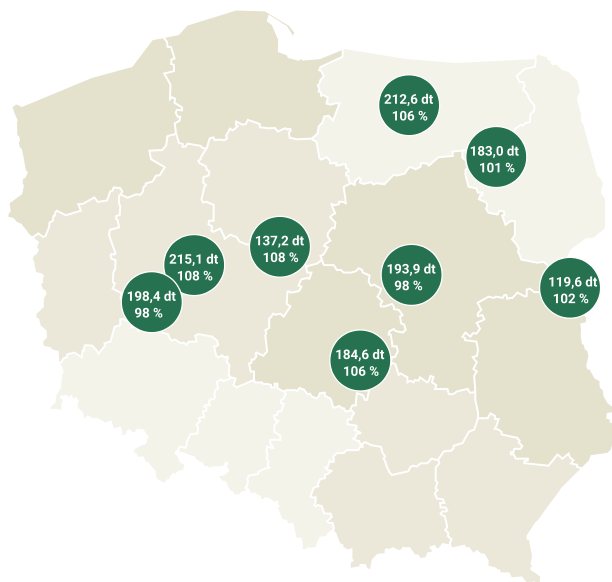 212,6 dt
106 %
183,0 dt
101 %
137,2 dt
108 %
215,1 dt
108 %
193,9 dt
98 %
119,6 dt
102 %
198,4 dt
98 %
184,6 dt
106 %